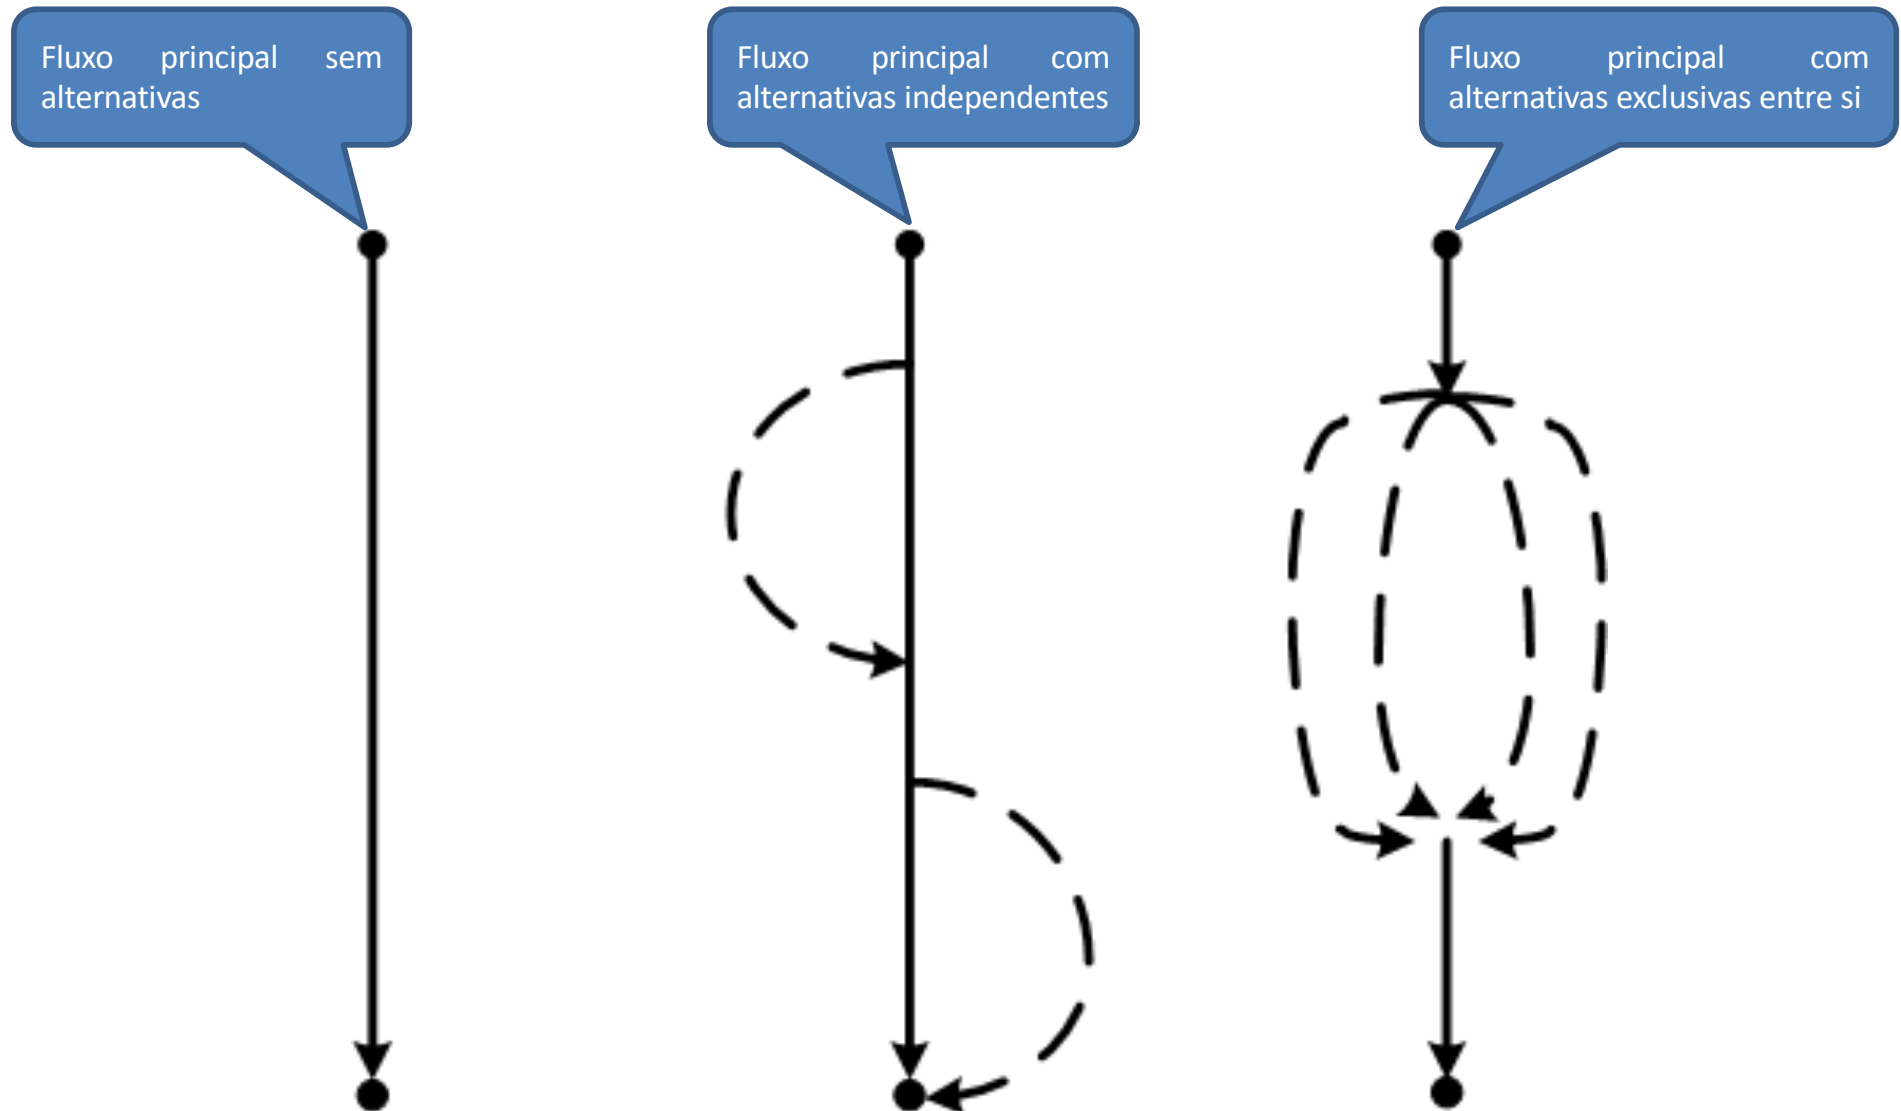 Fluxo principal sem
alternativas
Fluxo principal com
alternativas independentes
Fluxo principal com
alternativas exclusivas entre si